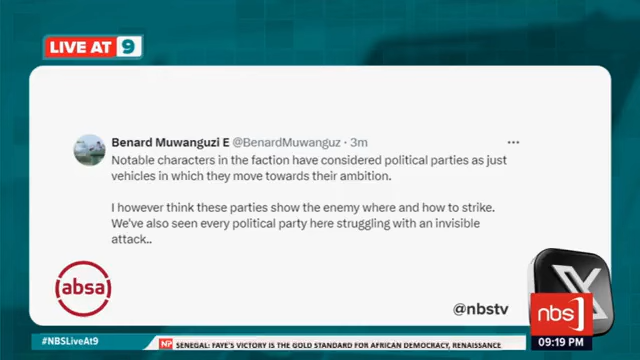 LIVE AT 9
Benard Muwanguzi E @BenardMuwanguz · 3m
Notable characters in the faction have considered political parties as just
vehicles in which they move towards their ambition.
I however think these parties show the enemy where and how to strike.
We've also seen every political party here struggling with an invisible
attack..
(absa)
@nbstv
X
nbs
#NBSLiveAt9
NP SENEGAL: FAYE'S VICTORY IS THE GOLD STANDARD FOR AFRICAN DEMOCRACY, RENAISSANCE
09:19 PM